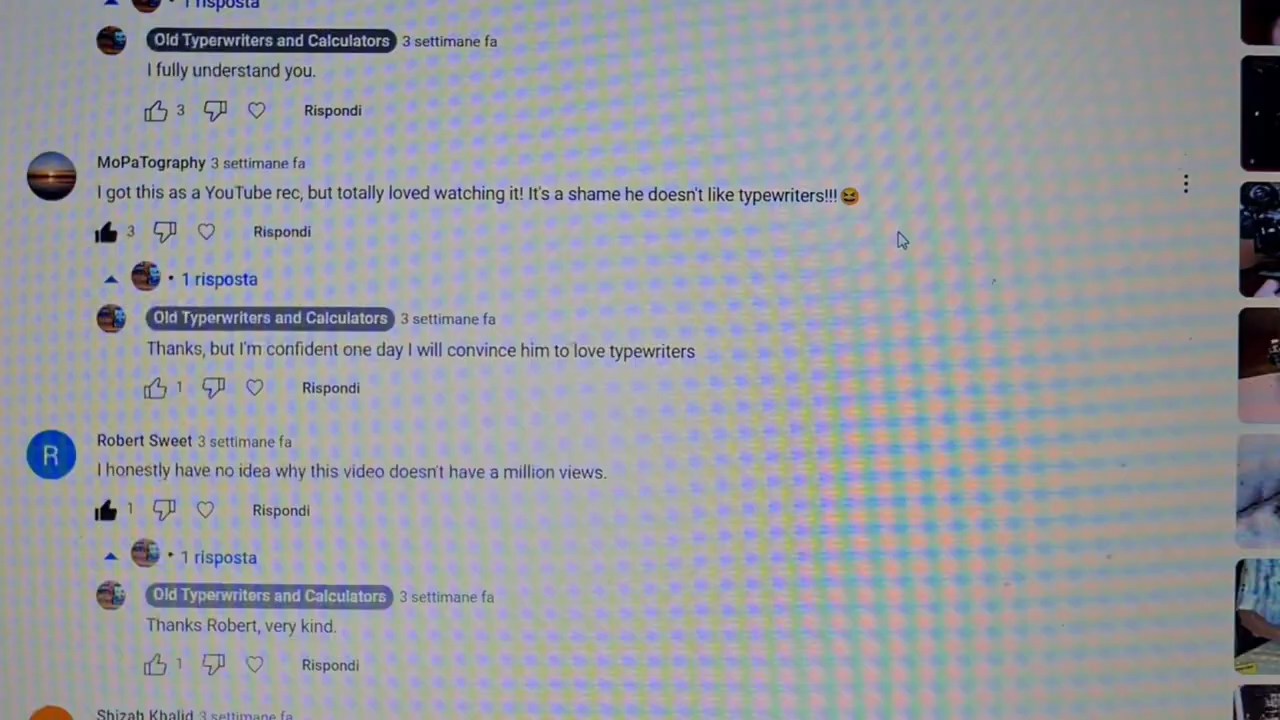 1 risposta
Old Typerwriters and Calculators 3 settimane fa
I fully understand you.
3 Rispondi
MoPaTography 3 settimane fa
I got this as a YouTube rec, but totally loved watching it! It's a shame he doesn't like typewriters!!!😆
3 Rispondi
• 1 risposta
Old Typerwriters and Calculators 3 settimane fa
Thanks, but I'm confident one day I will convince him to love typewriters
1 Rispondi
R
Robert Sweet 3 settimane fa
I honestly have no idea why this video doesn't have a million views.
1 Rispondi
• 1 risposta
Old Typerwriters and Calculators 3 settimane fa
Thanks Robert, very kind.
1 Rispondi
Shizah Khalid 3 settimane fa